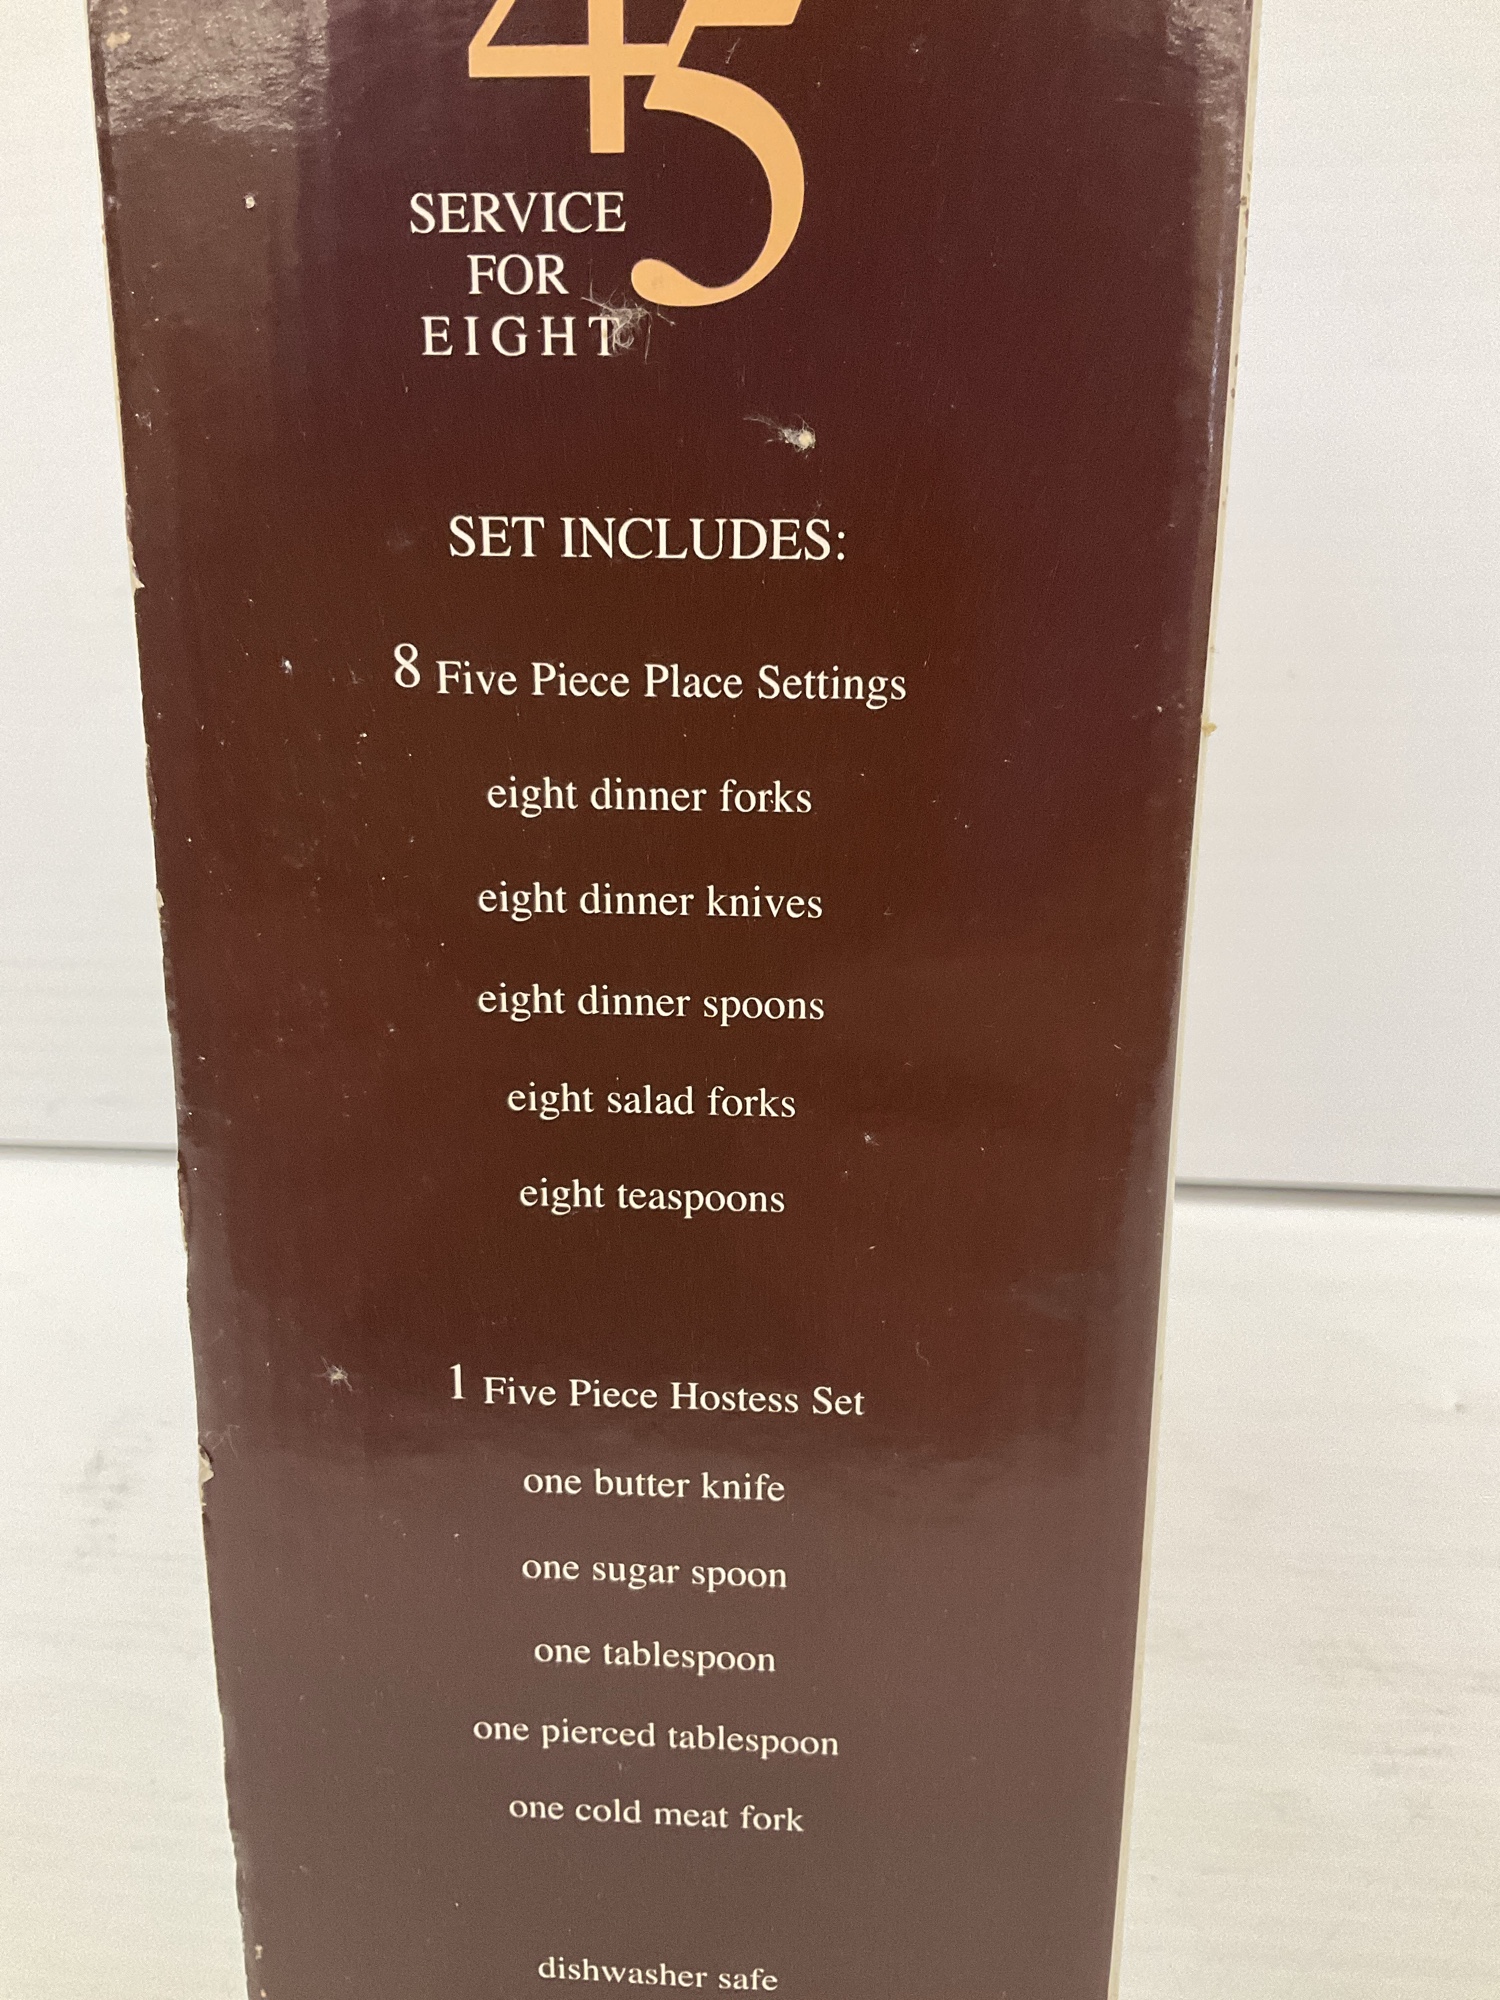 45
SERVICE
FOR
EIGHT
SET INCLUDES:
8 Five Piece Place Settings
eight dinner forks
eight dinner knives
eight dinner spoons
eight salad forks
eight teaspoons
1 Five Piece Hostess Set
one butter knife
one sugar spoon
one tablespoon
one pierced tablespoon
one cold meat fork
dishwasher safe